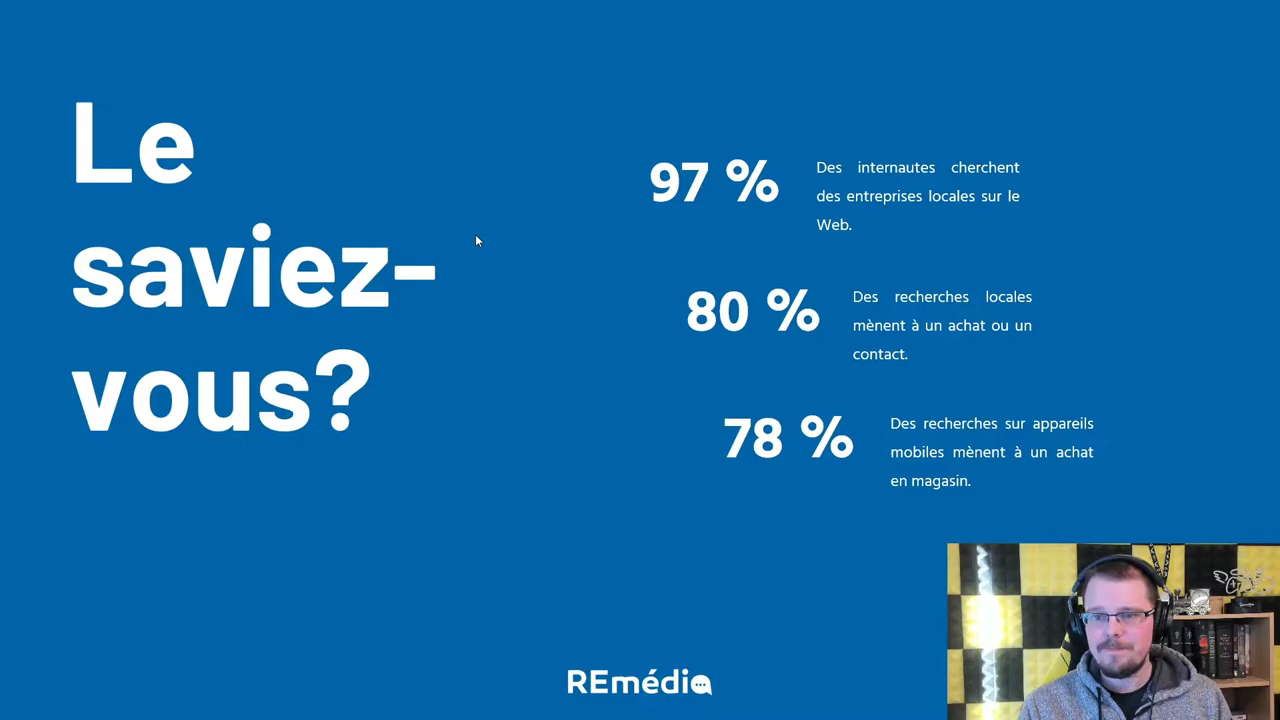 Le
saviez-
vous?
97 %
Des internautes cherchent
des entreprises locales sur le
Web.
80 %
Des recherches locales
mènent à un achat ou un
contact.
78 %
Des recherches sur appareils
mobiles mènent à un achat
en magasin.
REmédia